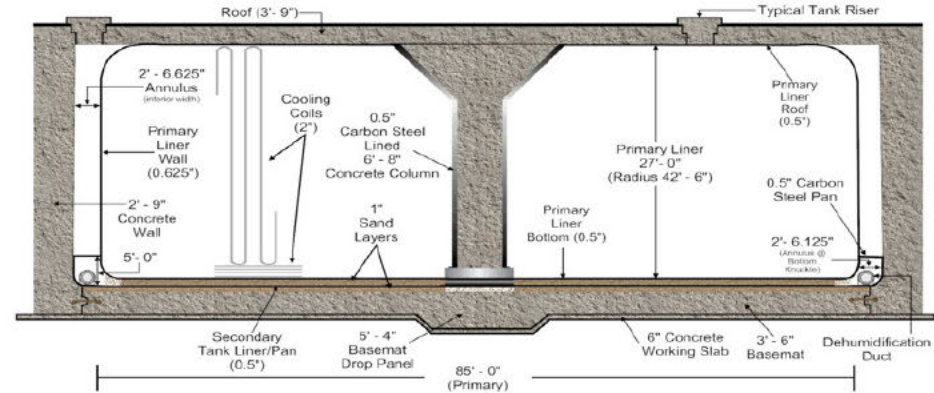 Roof (3'- 9")
Typical Tank Riser
2' - 6.625"
Annulus
(interior width)
Primary
Liner
Wall
(0.625")
2' - 9"
Concrete
Wall
5'- 0"
Cooling
Coils
(2")
0.5"
Carbon Steel
Lined
6' - 8"
Concrete Column
1"
Sand
Layers
Primary Liner
27'- 0"
(Radius 42' - 6")
Primary
Liner
Bottom (0.5")
Primary
Liner
Roof
(0.5")
0.5" Carbon
Steel Pan
2'- 6.125"
(Annulus @
Bottom
Knuckle)
Secondary
Tank Liner/Pan
(0.5")
5' - 4"
Basemat
Drop Panel
6" Concrete
Working Slab
3' - 6"
Basemat
Dehumidification
Duct
85' - 0"
(Primary)